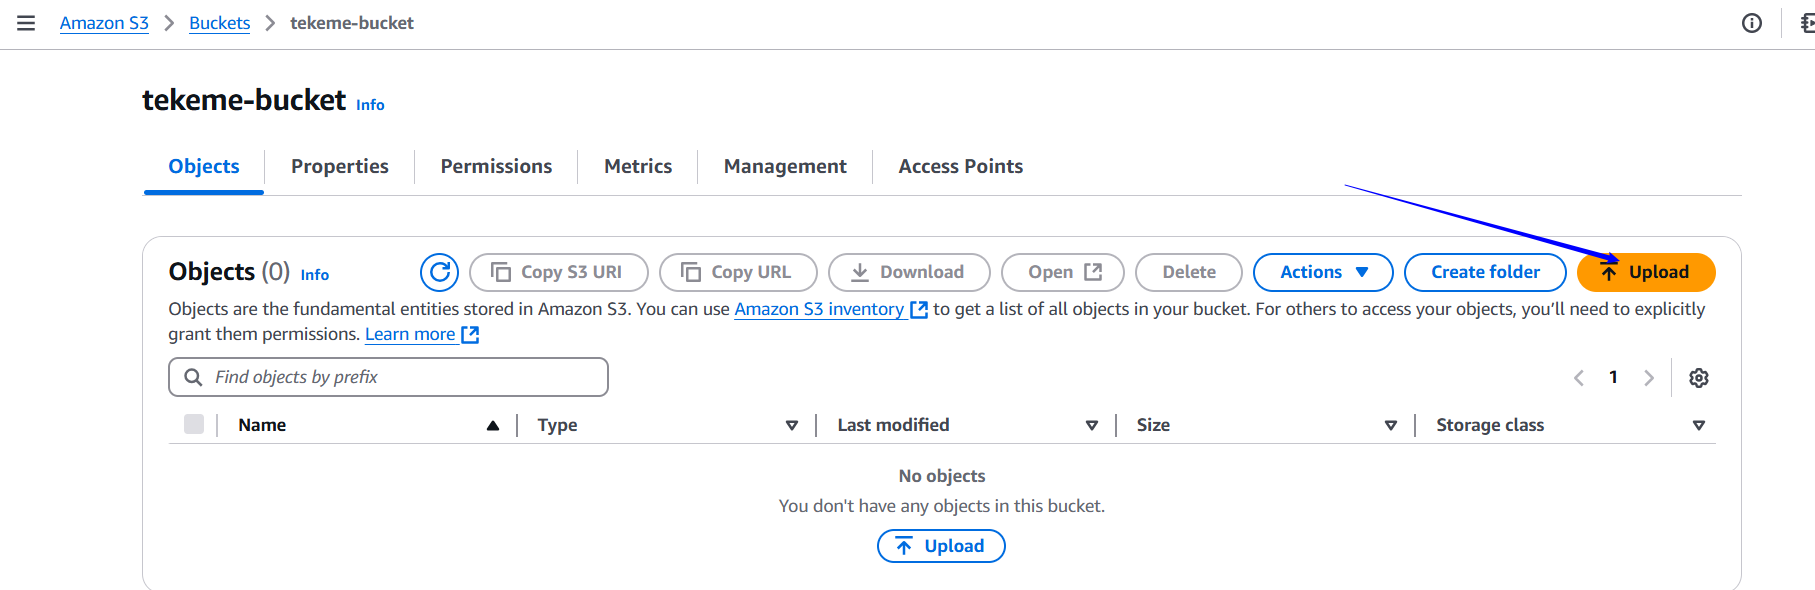 Amazon S3 > Buckets > tekeme-bucket
tekeme-bucket Info
Objects Properties Permissions Metrics Management Access Points
Objects (0) Info Copy S3 URI Copy URL Download Open Delete Actions Create folder Upload
Objects are the fundamental entities stored in Amazon S3. You can use Amazon S3 inventory to get a list of all objects in your bucket. For others to access your objects, you’ll need to explicitly
grant them permissions. Learn more
Find objects by prefix 1
Name Type Last modified Size Storage class
No objects
You don't have any objects in this bucket.
Upload